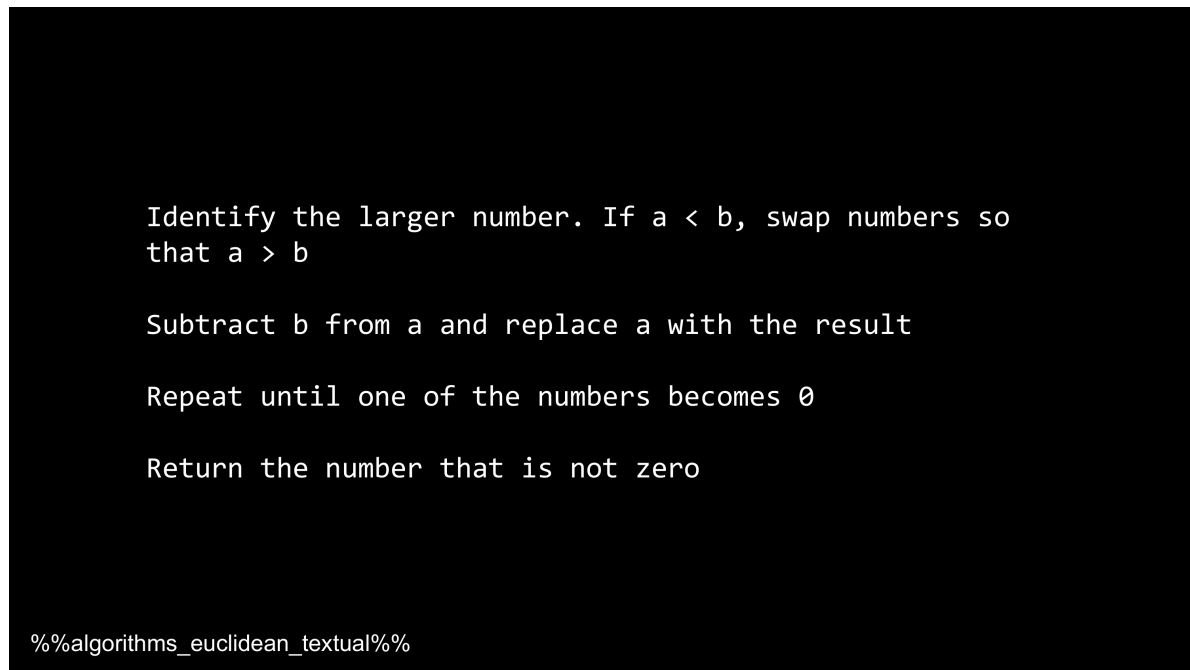 Identify the larger number. If a < b, swap numbers so
that a > b
Subtract b from a and replace a with the result
Repeat until one of the numbers becomes 0
Return the number that is not zero
%%algorithms_euclidean_textual%%